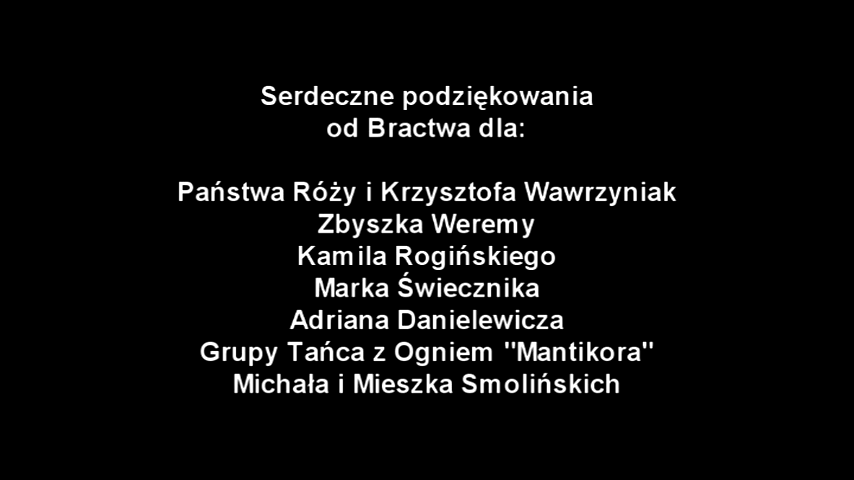 Serdeczne podziękowania
od Bractwa dla:
Państwa Róży i Krzysztofa Wawrzyniak
Zbyszka Weremy
Kamila Rogińskiego
Marka Świecznika
Adriana Danielewicza
Grupy Tańca z Ogniem "Mantikora"
Michała i Mieszka Smolińskich